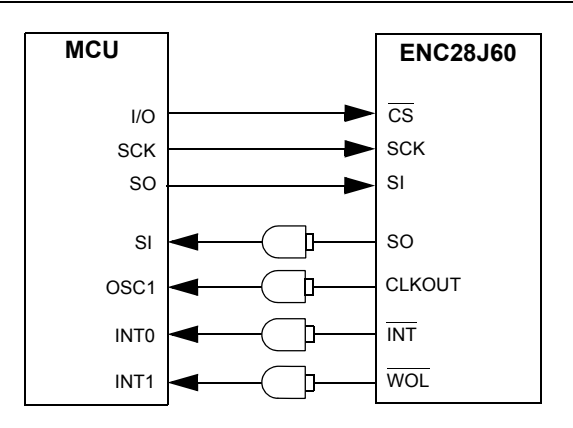 MCU
ENC28J60
I/O
CS
SCK
SCK
SO
SI
SI
SO
OSC1
CLKOUT
INT0
INT
INT1
WOL